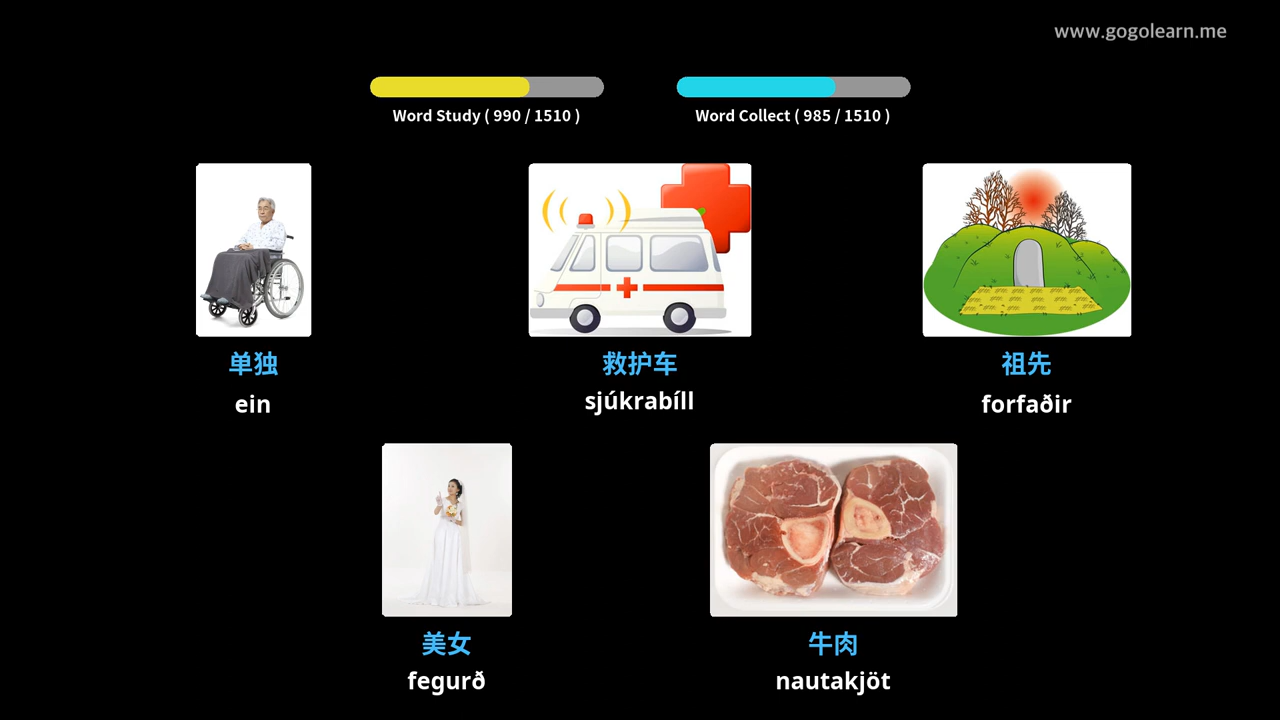 www.gogolearn.me
Word Study ( 990 / 1510 )
Word Collect ( 985 / 1510 )
单独
ein
救护车
sjúkrabíll
祖先
forfaðir
美女
fegurð
牛肉
nautakjöt